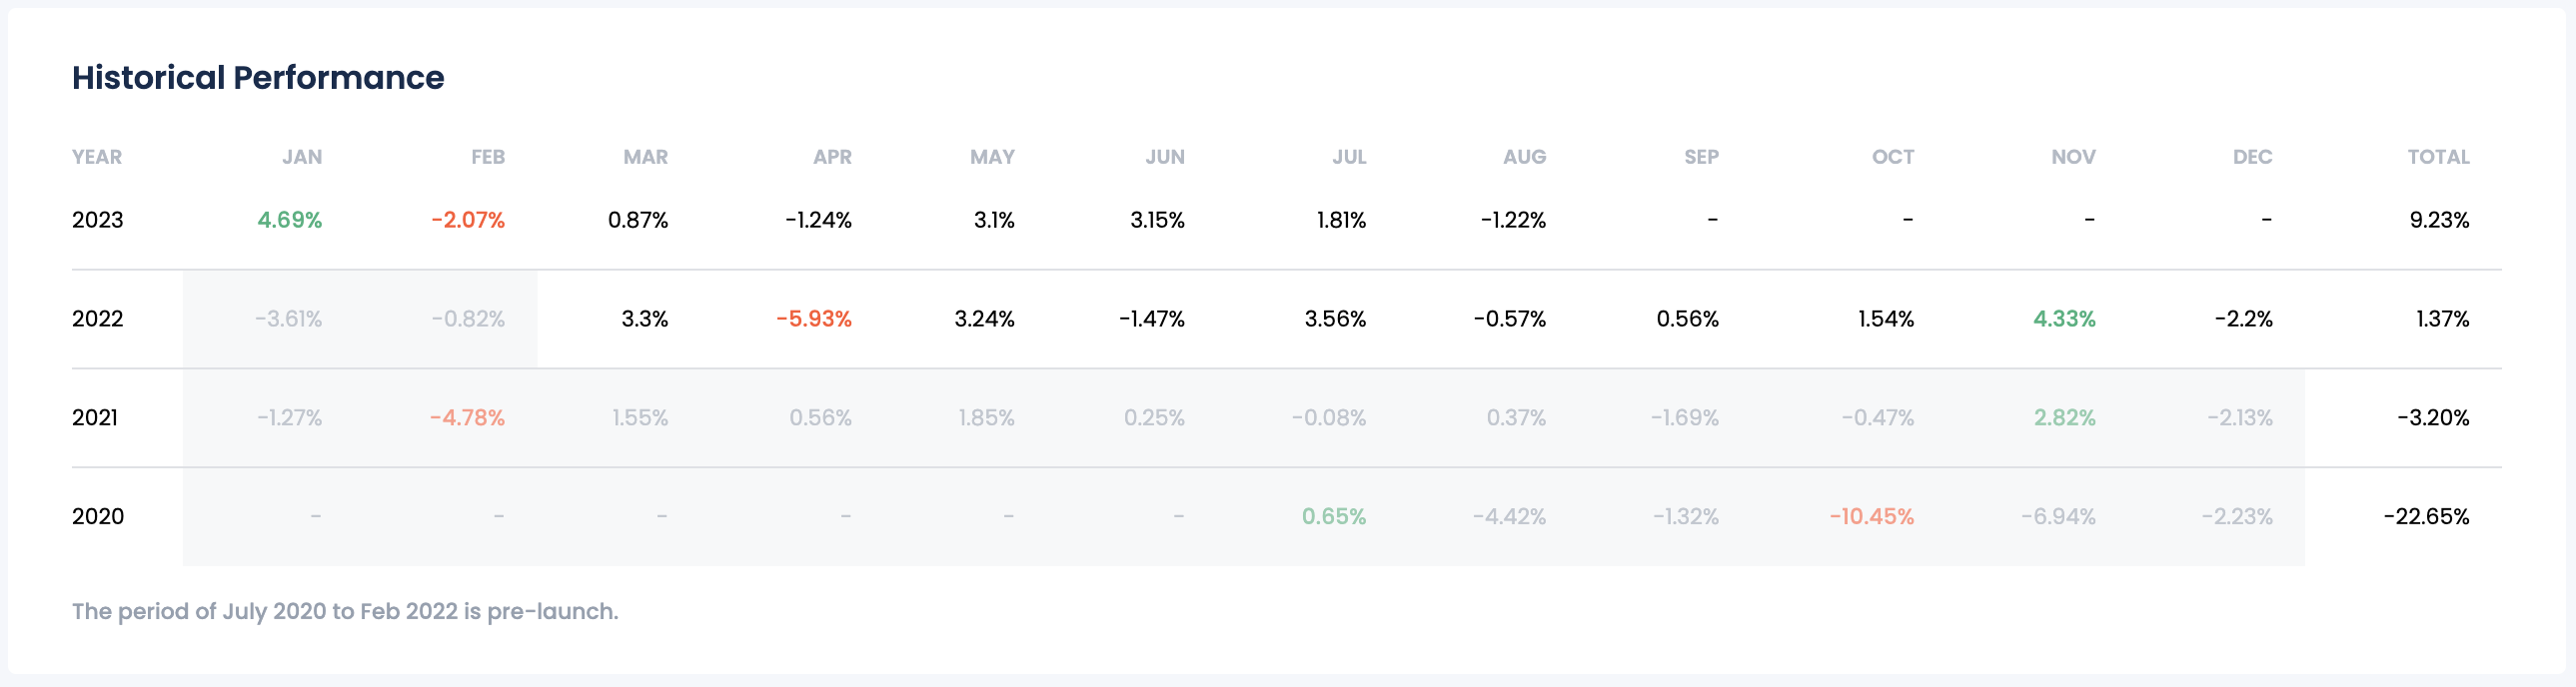 Historical Performance
YEAR JAN FEB MAR APR MAY JUN JUL AUG SEP OCT NOV DEC TOTAL
2023 4.69% -2.07% 0.87% -1.24% 3.1% 3.15% 1.81% -1.22% - - - - 9.23%
2022 -3.61% -0.82% 3.3% -5.93% 3.24% -1.47% 3.56% -0.57% 0.56% 1.54% 4.33% -2.2% 1.37%
2021 -1.27% -4.78% 1.55% 0.56% 1.85% 0.25% -0.08% 0.37% -1.69% -0.47% 2.82% -2.13% -3.20%
2020 - - - - - - 0.65% -4.42% -1.32% -10.45% -6.94% -2.23% -22.65%
The period of July 2020 to Feb 2022 is pre-launch.